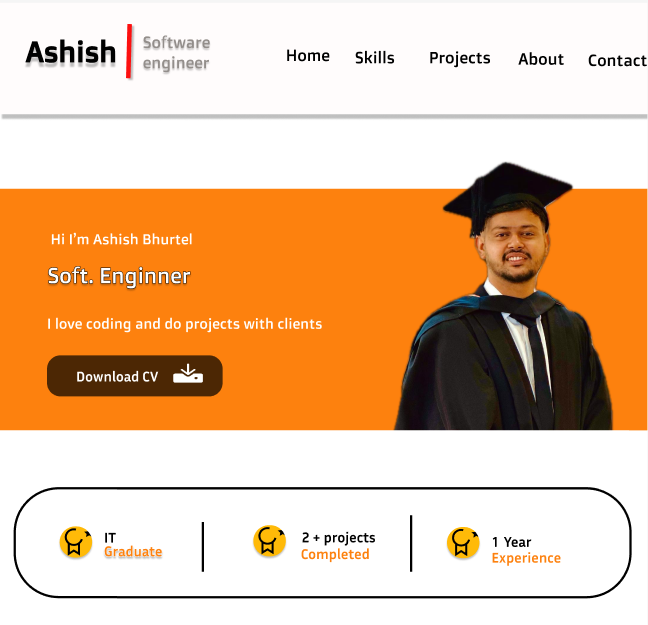 Ashish
Software
engineer
Home
Skills
Projects
About
Contact
Hi I'm Ashish Bhurtel
Soft. Enginner
I love coding and do projects with clients
Download CV
IT
Graduate
2 + projects
Completed
1 Year
Experience